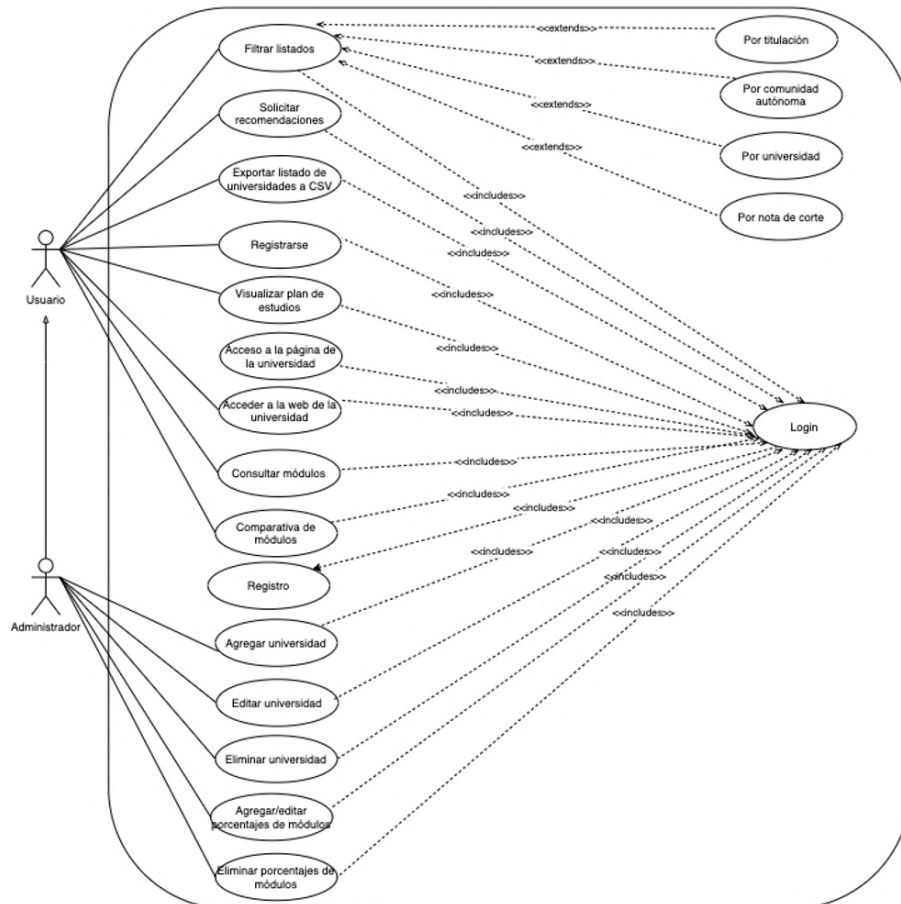 <<extends>>
Por titulación
Filtrar listados
<<extends>>
Por comunidad
autónoma
Solicitar
recomendaciones
<<extends>>
<<extends>>
Por universidad
Exportar listado de
universidades a CSV
<<includes>>
Por nota de corte
<<includes>>
Registrarse
<<includes>>
Usuario
Visualizar plan de
estudios
<<includes>>
Acceso a la página de
la universidad
<<includes>>
<<includes>>
Acceder a la web de la
universidad
<<includes>>
Login
Consultar módulos
<<includes>>
<<includes>>
Comparativa de
módulos
<<includes>>
<<includes>>
<<includes>>
Registro
<<includes>>
<<includes>>
Administrador
Agregar universidad
<<includes>>
Editar universidad
Eliminar universidad
Agregar/editar
porcentajes de módulos
Eliminar porcentajes de
módulos